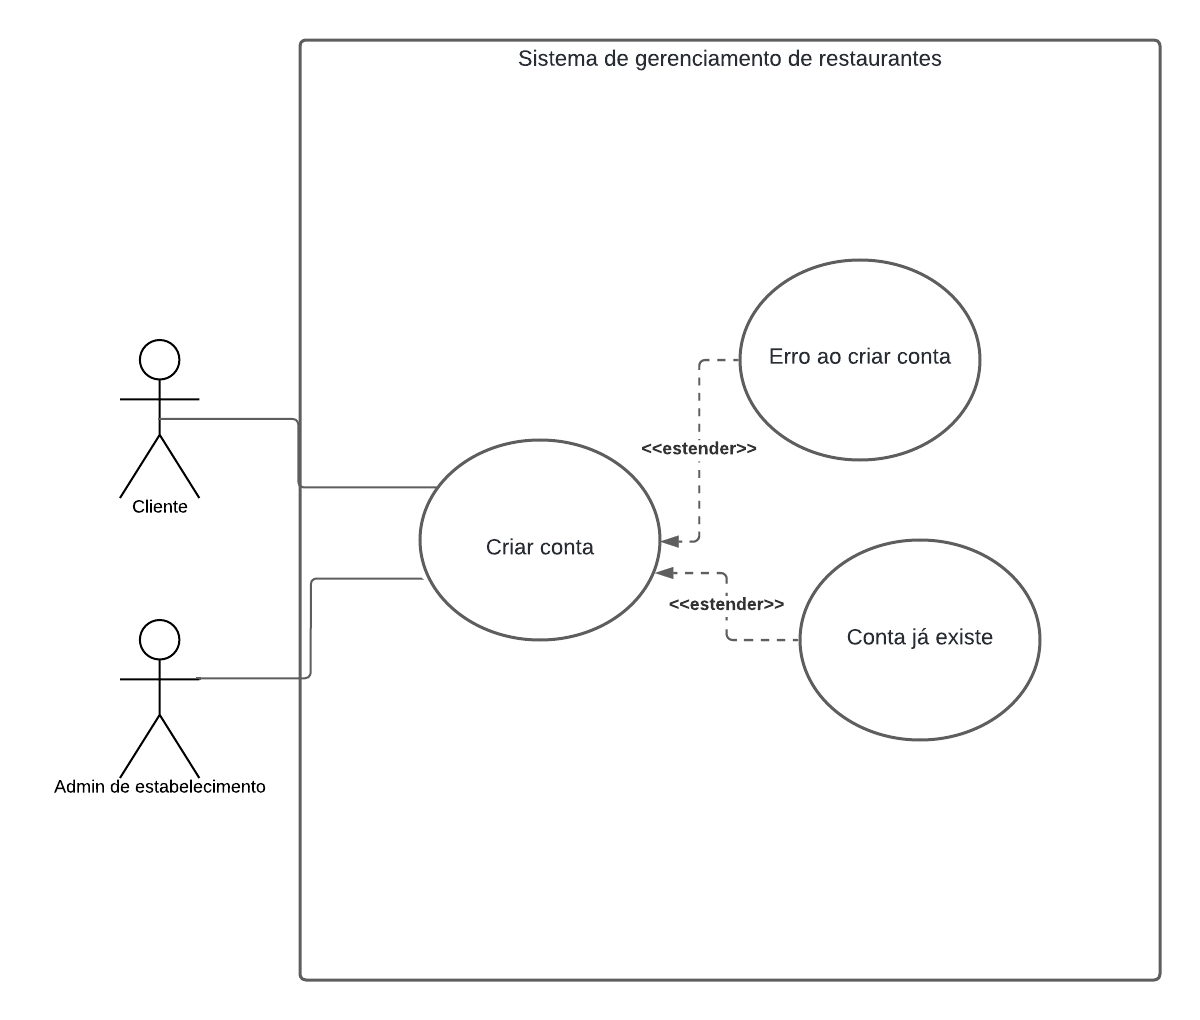 Sistema de gerenciamento de restaurantes
Erro ao criar conta
<<estender>>
Cliente
Criar conta
<<estender>>
Conta já existe
Admin de estabelecimento